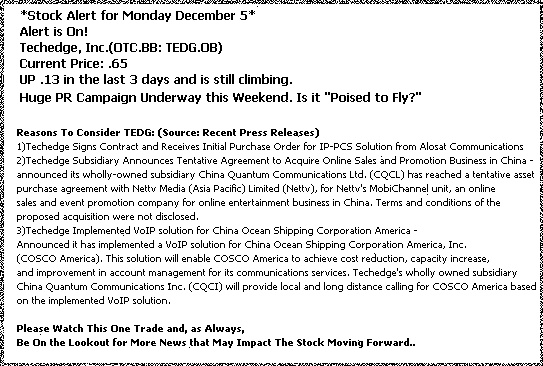 *Stock Alert for Monday December 5*
Alert is On!
Techedge, Inc.(OTC.BB: TEDG.OB)
Current Price: .65
UP .13 in the last 3 days and is still climbing.
Huge PR Campaign Underway this Weekend. Is it "Poised to Fly?"
Reasons To Consider TEDG: (Source: Recent Press Releases)
1)Techedge Signs Contract and Receives Initial Purchase Order for IP-PCS Solution from Alosat Communications
2)Techedge Subsidiary Announces Tentative Agreement to Acquire Online Sales and Promotion Business in China -
announced its wholly-owned subsidiary China Quantum Communications Ltd. (CQCL) has reached a tentative asset
purchase agreement with Nettv Media (Asia Pacific) Limited (Nettv), for Nettv's MobiChannel unit, an online
sales and event promotion company for online entertainment business in China. Terms and conditions of the
proposed acquisition were not disclosed.
3)Techedge Implemented VoIP solution for China Ocean Shipping Corporation America -
Announced it has implemented a VoIP solution for China Ocean Shipping Corporation America, Inc.
(COSCO America). This solution will enable COSCO America to achieve cost reduction, capacity increase,
and improvement in account management for its communications services. Techedge's wholly owned subsidiary
China Quantum Communications Inc. (CQCI) will provide local and long distance calling for COSCO America based
on the implemented VoIP solution.
Please Watch This One Trade and, as Always,
Be On the Lookout for More News that May Impact The Stock Moving Forward..